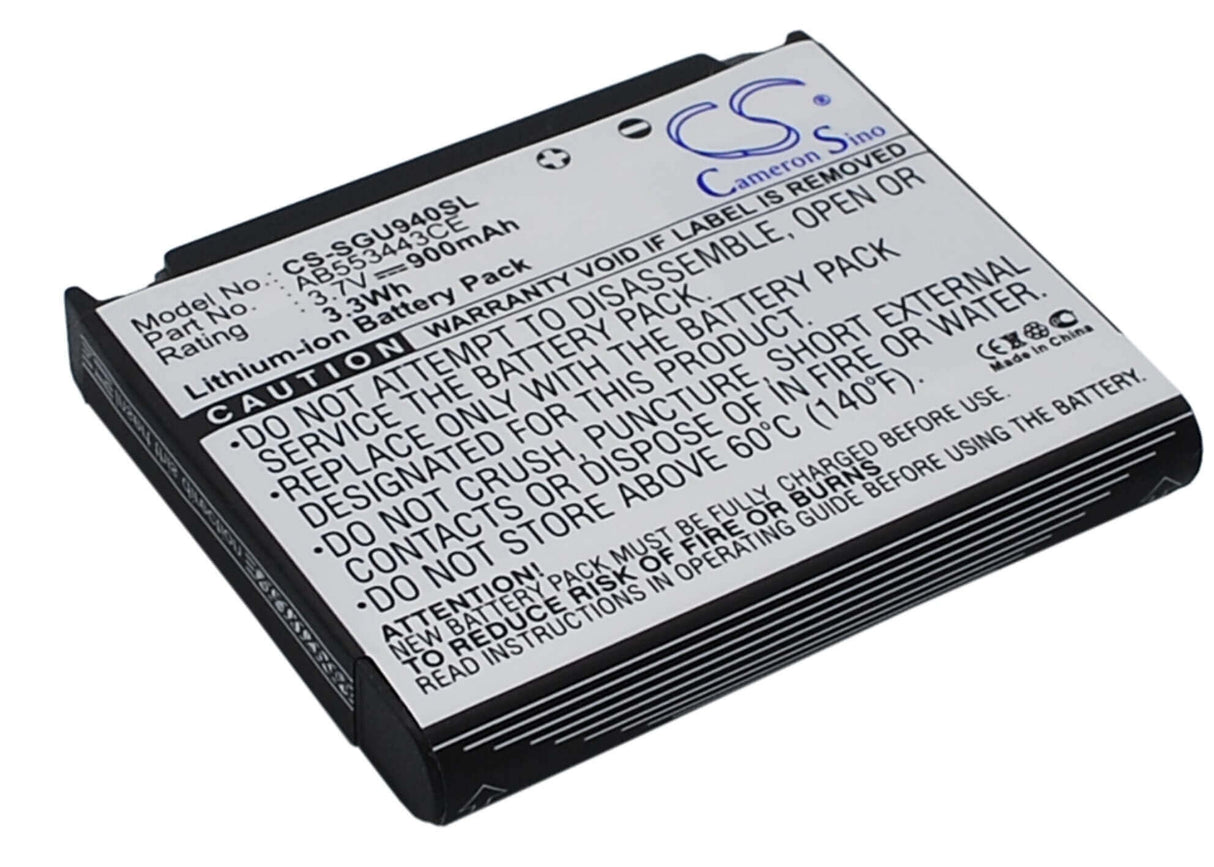 CS®
Cameron Sino
Model No.: CS-SGU940SL
Part No. : AB553443CE
Rating : 3.7V 900mAh
3.3Wh
Lithium-ion Battery Pack
CAUTION WARRANTY VOID IF LABEL IS REMOVED
•DO NOT ATTEMPT TO DISASSEMBLE, OPEN OR
SERVICE THE BATTERY PACK.
•REPLACE ONLY WITH THE BATTERY PACK
DESIGNATED FOR THIS PRODUCT.
•DO NOT CRUSH, PUNCTURE, SHORT EXTERNAL
CONTACTS OR DISPOSE OF IN FIRE OR WATER.
•DO NOT STORE ABOVE 60°C (140°F).
CE
Made in China
ATTENTION!
NEW BATTERY PACK MUST BE FULLY CHARGED BEFORE USE.
TO REDUCE RISK OF FIRE OR BURNS
READ INSTRUCTIONS IN OPERATING GUIDE BEFORE USING THE BATTERY.